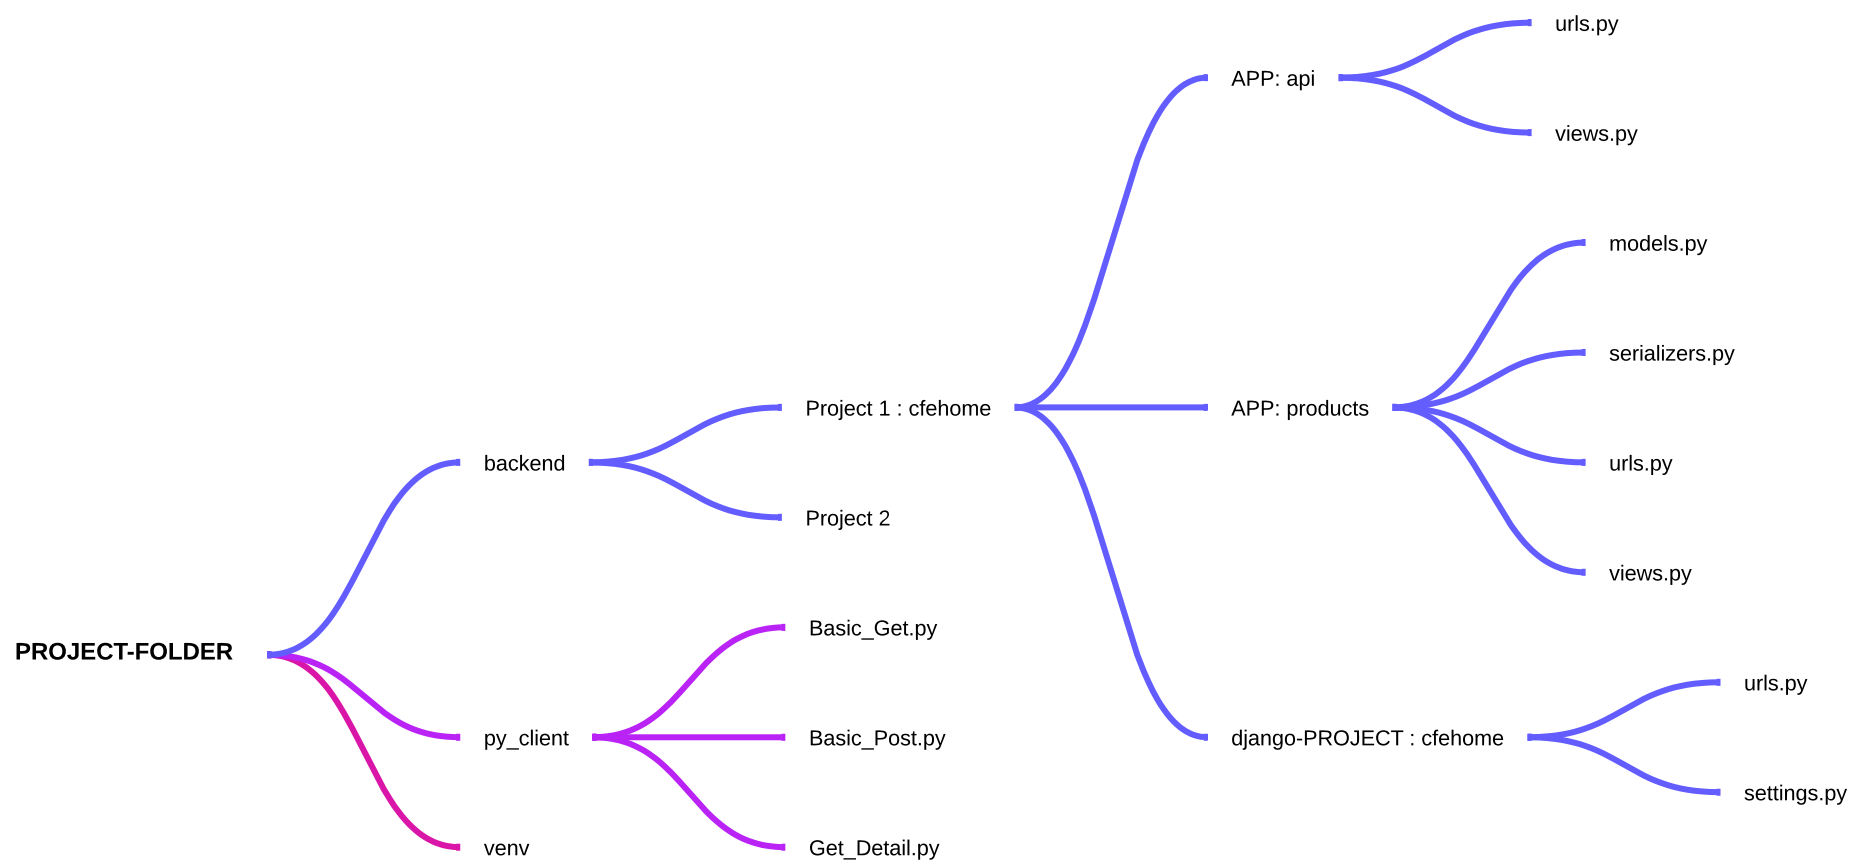 PROJECT-FOLDER
backend
Project 1 : cfehome
APP: api
urls.py
views.py
APP: products
models.py
serializers.py
urls.py
views.py
django-PROJECT : cfehome
urls.py
settings.py
Project 2
py_client
Basic_Get.py
Basic_Post.py
Get_Detail.py
venv